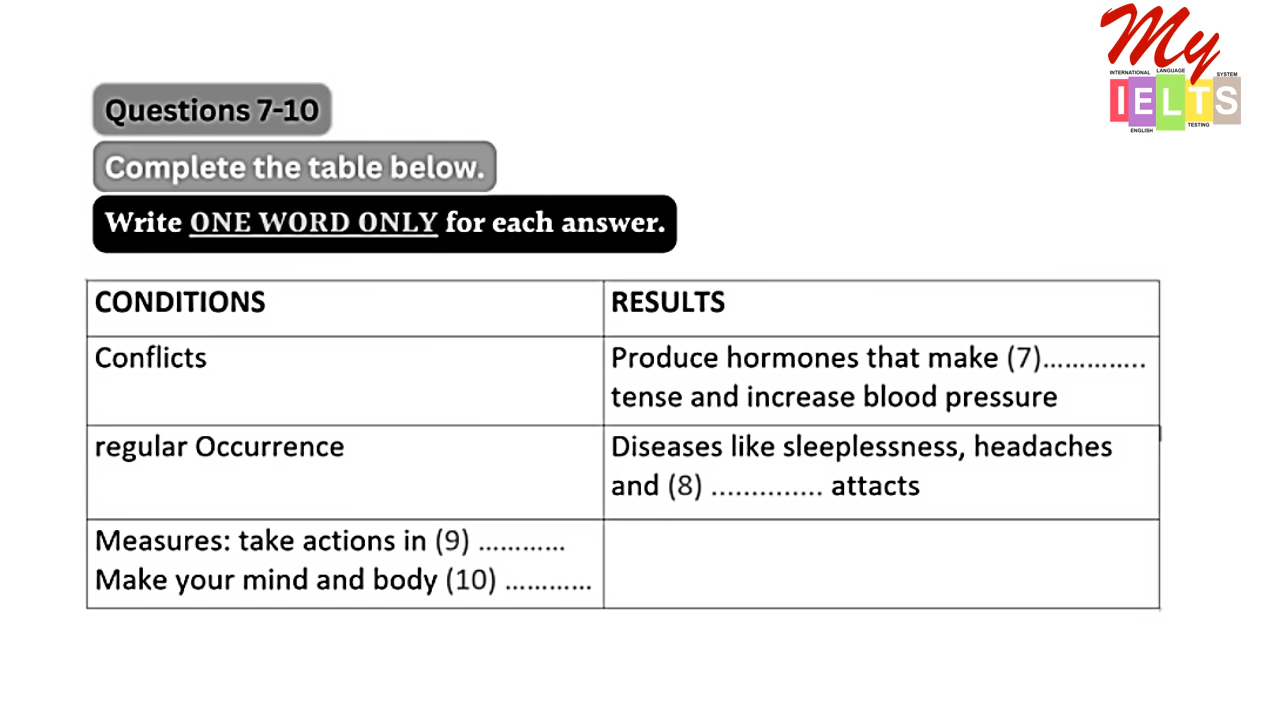 My
INTERNATIONAL LANGUAGE SYSTEM
IELTS
ENGLISH TESTING
Questions 7-10
Complete the table below.
Write ONE WORD ONLY for each answer.
CONDITIONS
RESULTS
Conflicts
Produce hormones that make (7)..............
tense and increase blood pressure
regular Occurrence
Diseases like sleeplessness, headaches
and (8) .............. attacts
Measures: take actions in (9) ............
Make your mind and body (10) ............